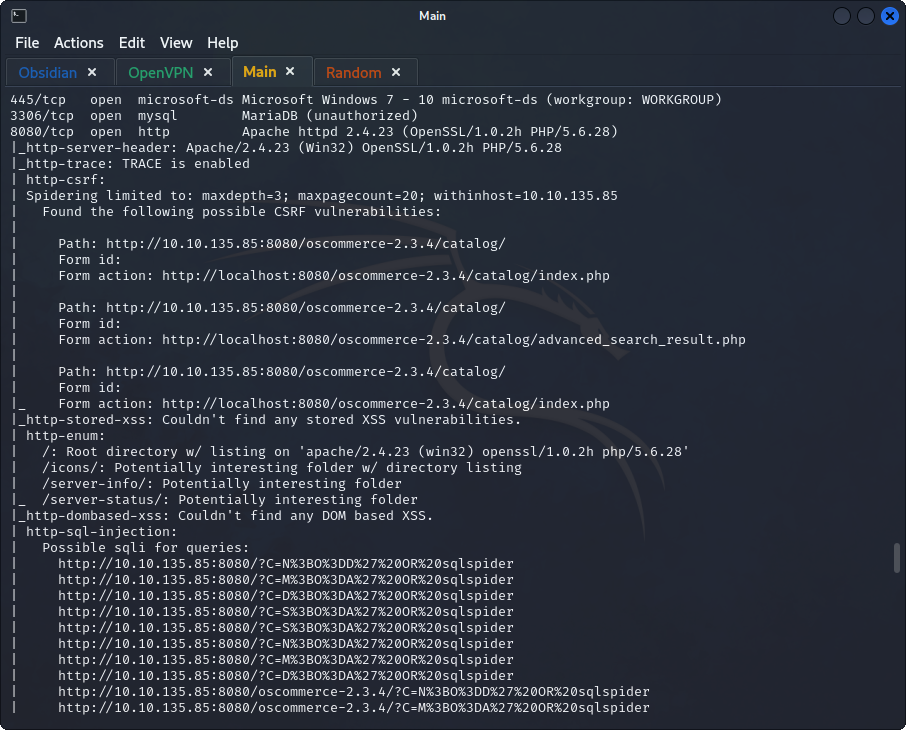 Main
File Actions Edit View Help
Obsidian × OpenVPN × Main × Random ×
445/tcp   open  microsoft-ds Microsoft Windows 7 - 10 microsoft-ds (workgroup: WORKGROUP)
3306/tcp  open  mysql        MariaDB (unauthorized)
8080/tcp  open  http         Apache httpd 2.4.23 (OpenSSL/1.0.2h PHP/5.6.28)
|_http-server-header: Apache/2.4.23 (Win32) OpenSSL/1.0.2h PHP/5.6.28
|_http-trace: TRACE is enabled
| http-csrf:
| Spidering limited to: maxdepth=3; maxpagecount=20; withinhost=10.10.135.85
|   Found the following possible CSRF vulnerabilities:
|
|     Path: http://10.10.135.85:8080/oscommerce-2.3.4/catalog/
|     Form id:
|     Form action: http://localhost:8080/oscommerce-2.3.4/catalog/index.php
|
|     Path: http://10.10.135.85:8080/oscommerce-2.3.4/catalog/
|     Form id:
|     Form action: http://localhost:8080/oscommerce-2.3.4/catalog/advanced_search_result.php
|
|     Path: http://10.10.135.85:8080/oscommerce-2.3.4/catalog/
|     Form id:
|_    Form action: http://localhost:8080/oscommerce-2.3.4/catalog/index.php
|_http-stored-xss: Couldn't find any stored XSS vulnerabilities.
| http-enum:
|   /: Root directory w/ listing on 'apache/2.4.23 (win32) openssl/1.0.2h php/5.6.28'
|   /icons/: Potentially interesting folder w/ directory listing
|   /server-info/: Potentially interesting folder
|_  /server-status/: Potentially interesting folder
|_http-dombased-xss: Couldn't find any DOM based XSS.
| http-sql-injection:
|   Possible sqli for queries:
|     http://10.10.135.85:8080/?C=N%3BO%3DD%27%20OR%20sqlspider
|     http://10.10.135.85:8080/?C=M%3BO%3DA%27%20OR%20sqlspider
|     http://10.10.135.85:8080/?C=D%3BO%3DA%27%20OR%20sqlspider
|     http://10.10.135.85:8080/?C=S%3BO%3DA%27%20OR%20sqlspider
|     http://10.10.135.85:8080/?C=S%3BO%3DA%27%20OR%20sqlspider
|     http://10.10.135.85:8080/?C=N%3BO%3DA%27%20OR%20sqlspider
|     http://10.10.135.85:8080/?C=M%3BO%3DA%27%20OR%20sqlspider
|     http://10.10.135.85:8080/?C=D%3BO%3DA%27%20OR%20sqlspider
|     http://10.10.135.85:8080/oscommerce-2.3.4/?C=N%3BO%3DD%27%20OR%20sqlspider
|     http://10.10.135.85:8080/oscommerce-2.3.4/?C=M%3BO%3DA%27%20OR%20sqlspider